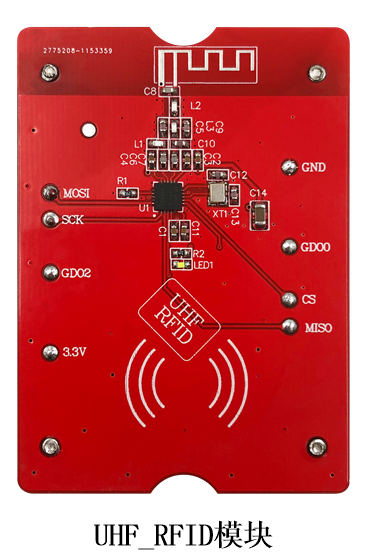 2775208-1153359
C8
L2
C5
L3
C9
L1
C10
C4
C6
C3
C2
GND
R1
C12
MOSI
U1
XT1
C13
C14
SCK
C1
C11
GDO0
R2
GDO2
LED1
CS
UHF
RFID
MISO
3.3V
UHF_RFID模块